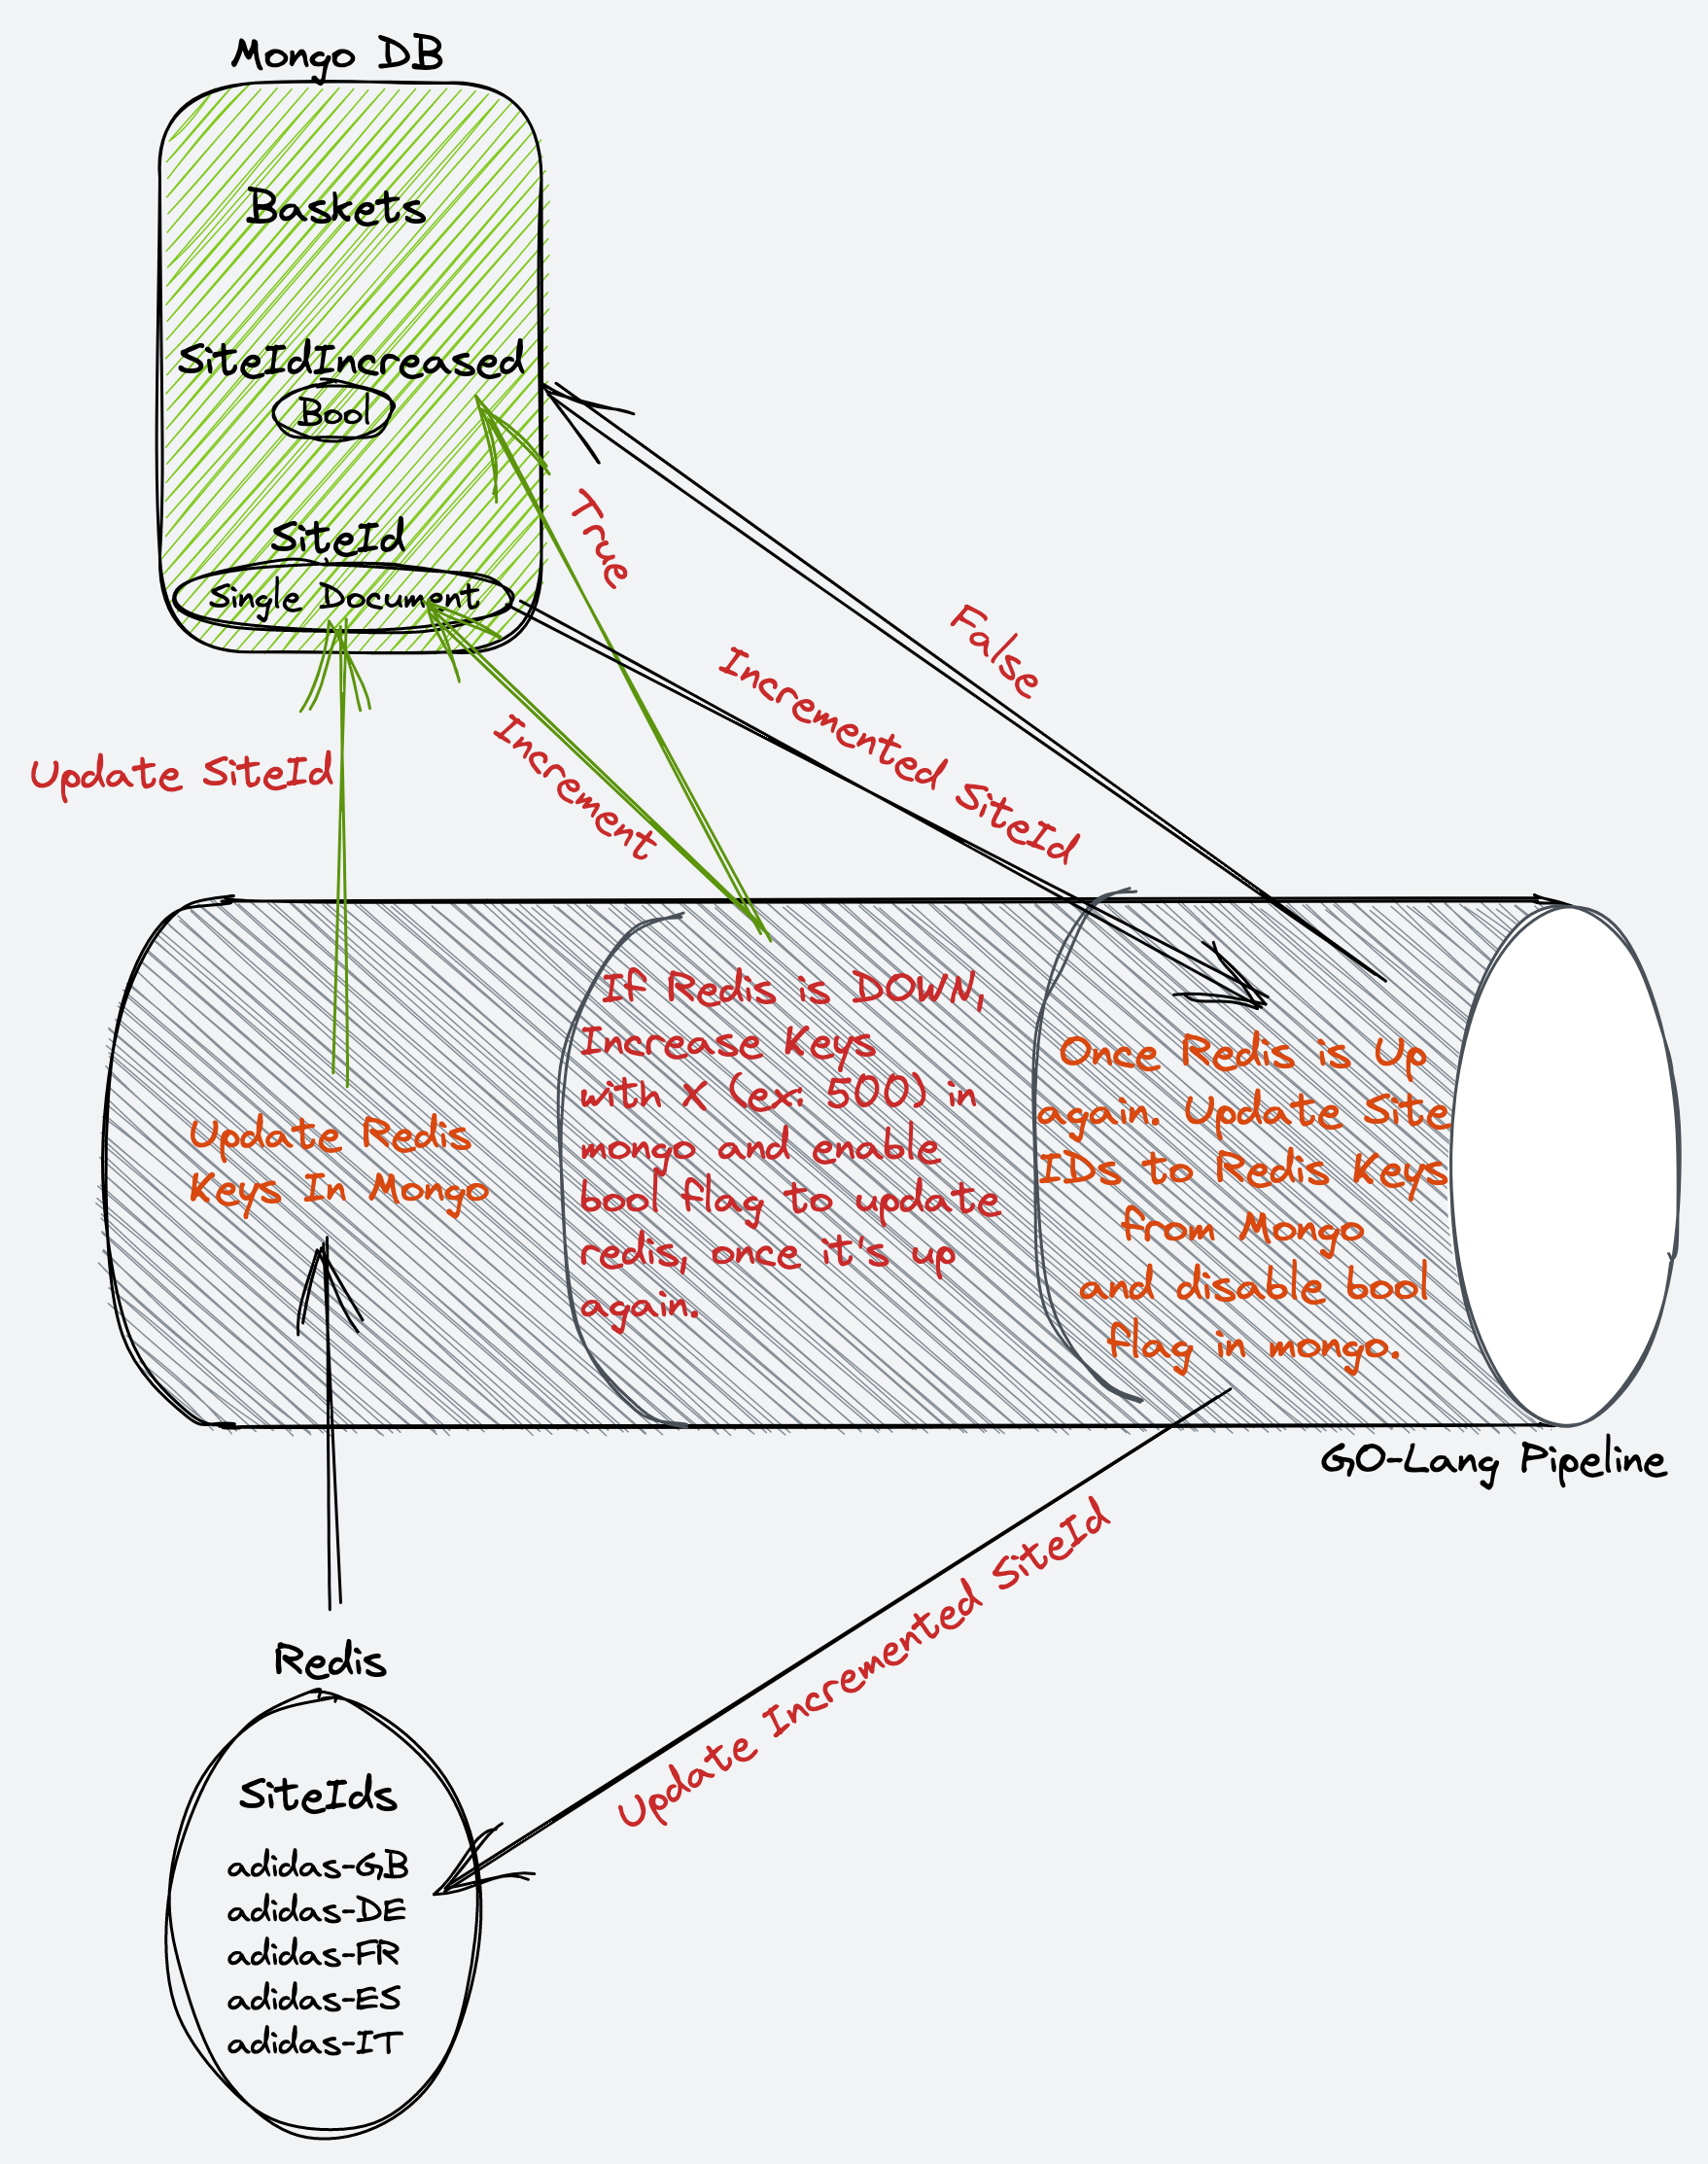 Mongo DB
Baskets
SiteIdIncreased
Bool
SiteId
Single Document
True
False
Incremented SiteId
Increment
Update SiteId
Update Redis
Keys In Mongo
If Redis is DOWN,
Increase Keys
with X (ex: 500) in
mongo and enable
bool flag to update
redis, once it's up
again.
Once Redis is Up
again. Update Site
IDs to Redis Keys
from Mongo
and disable bool
flag in mongo.
GO-Lang Pipeline
Update Incremented SiteId
Redis
SiteIds
adidas-GB
adidas-DE
adidas-FR
adidas-ES
adidas-IT